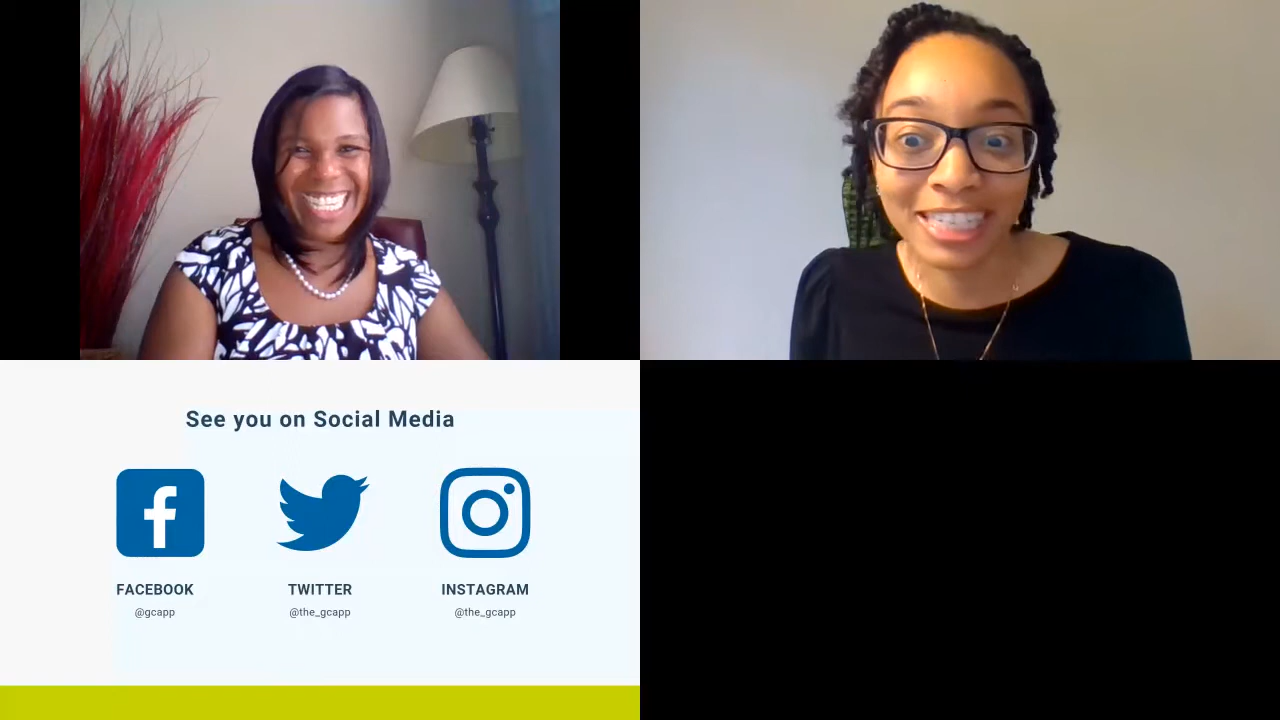 See you on Social Media
FACEBOOK TWITTER INSTAGRAM
@gcapp @the_gcapp @the_gcapp